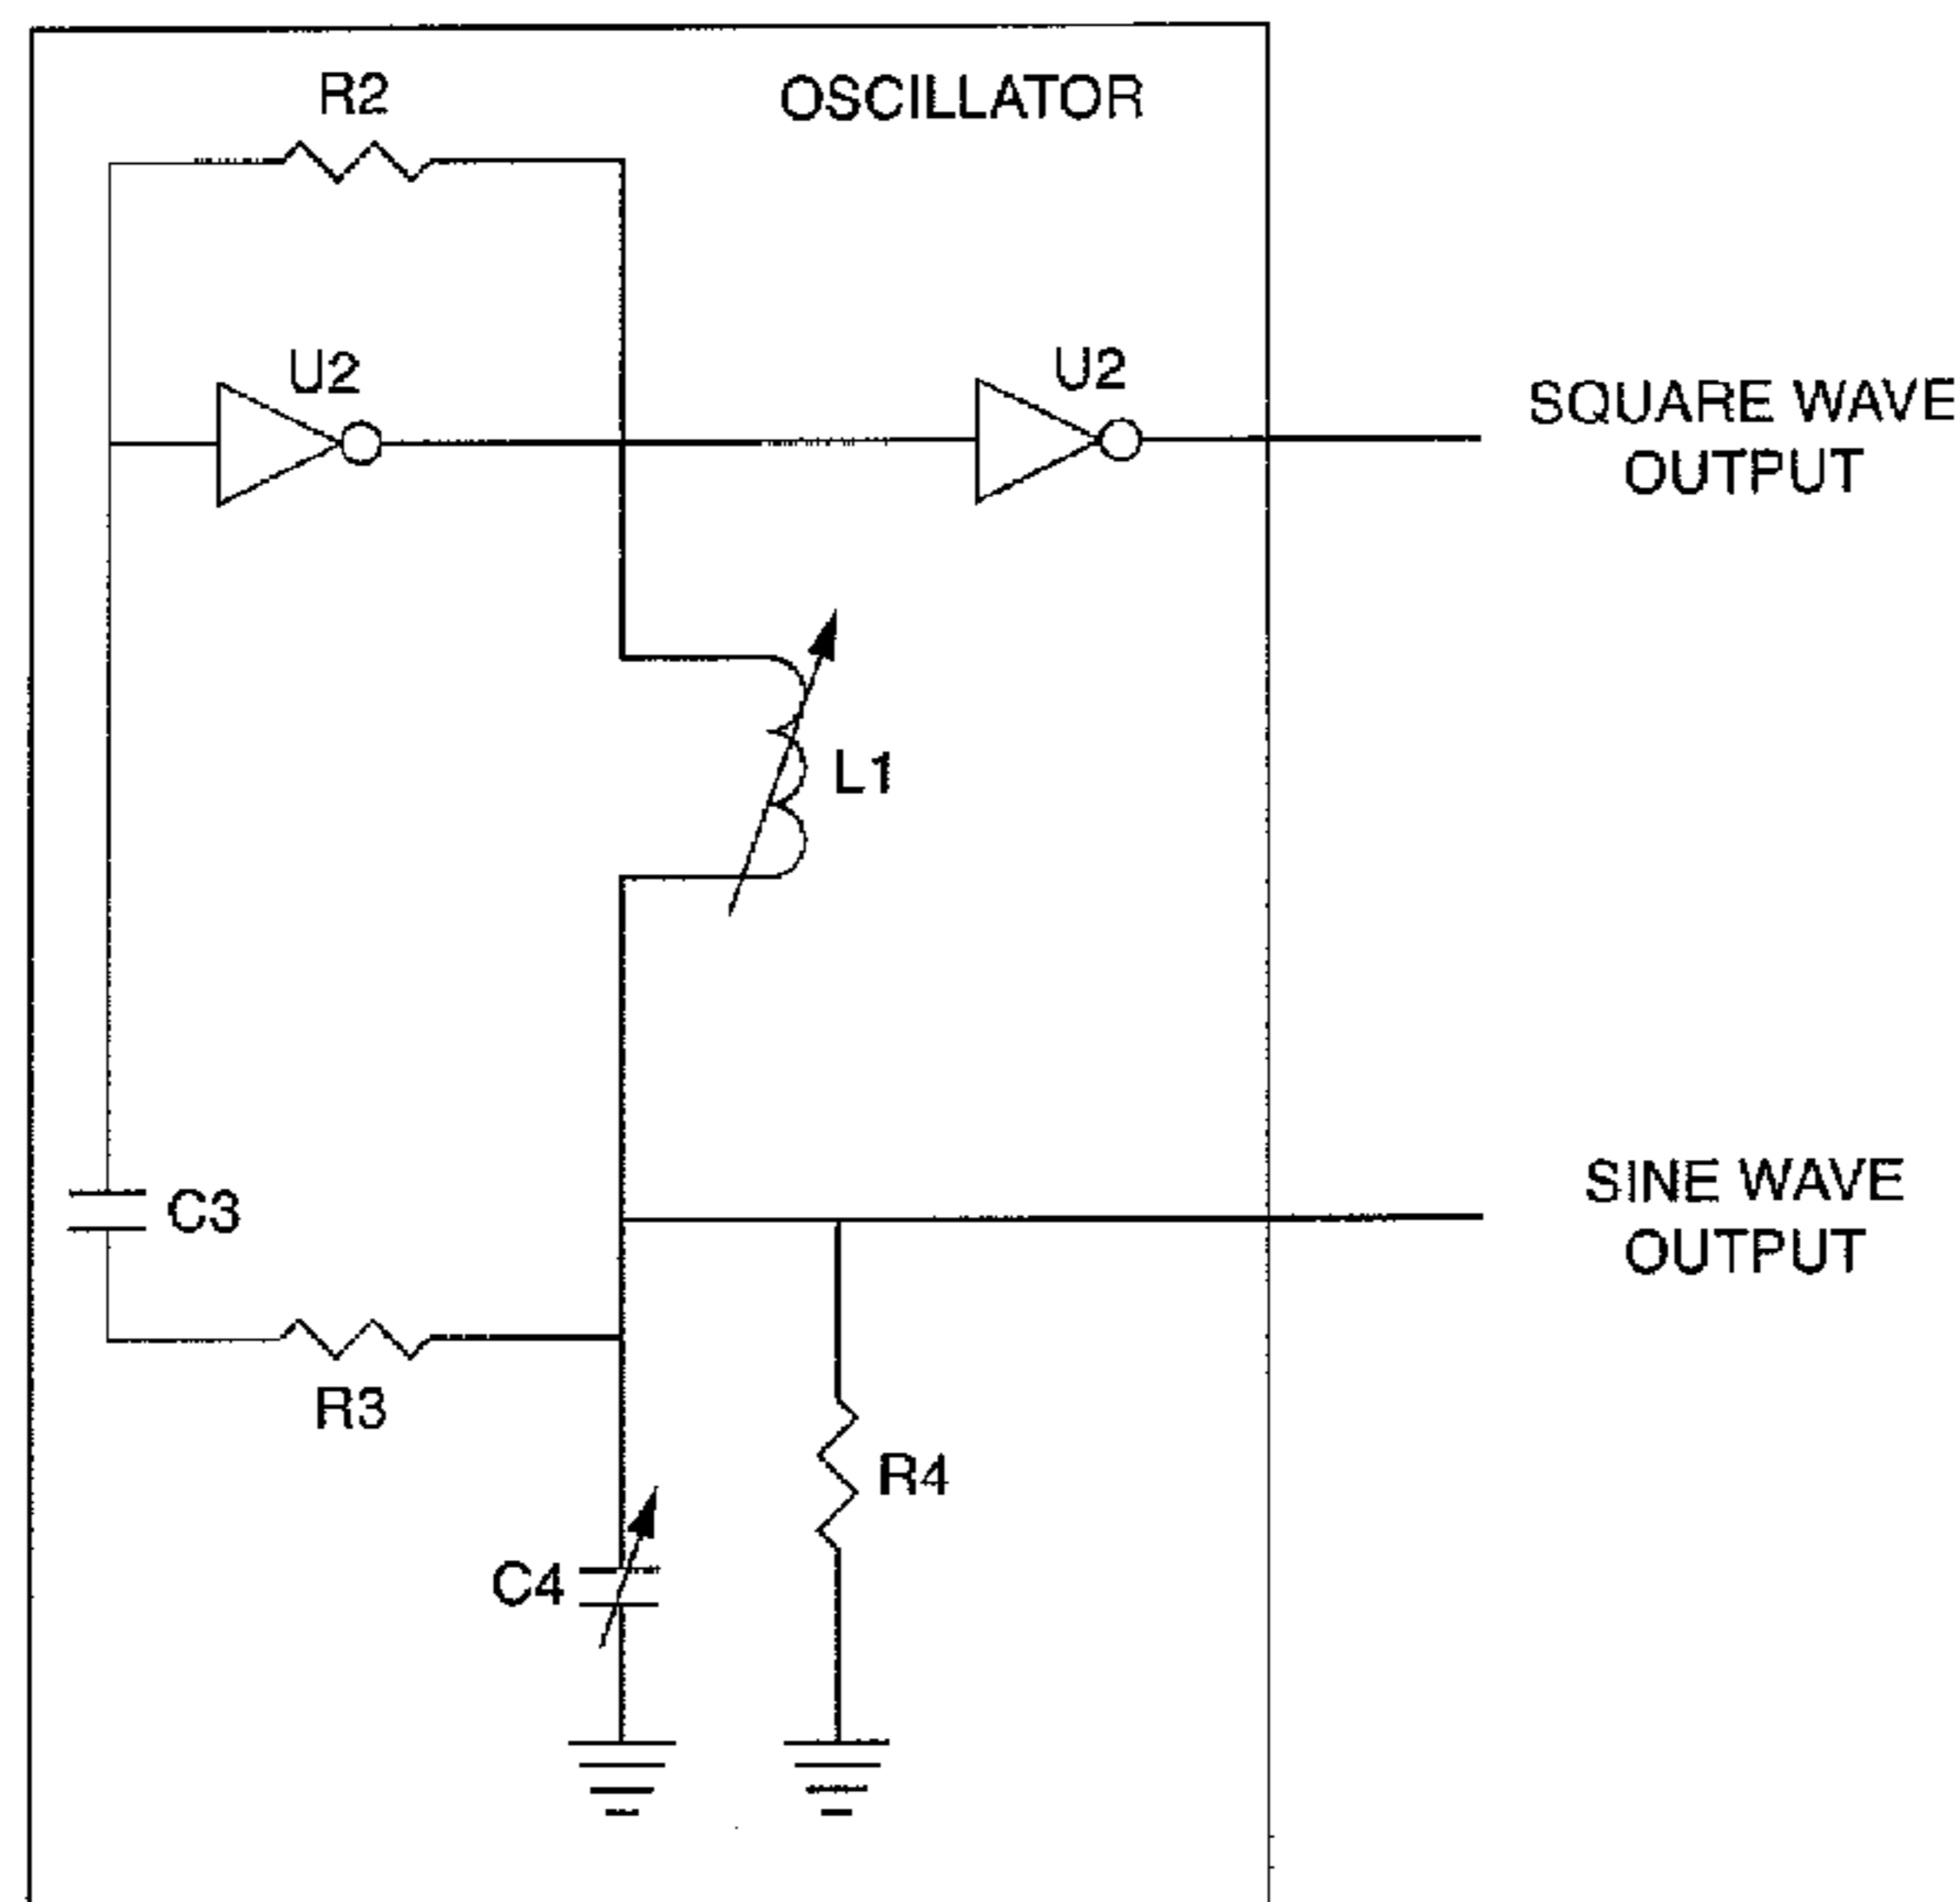 R2
OSCILLATOR
U2
U2
SQUARE WAVE
OUTPUT
L1
C3
SINE WAVE
OUTPUT
R3
R4
C4